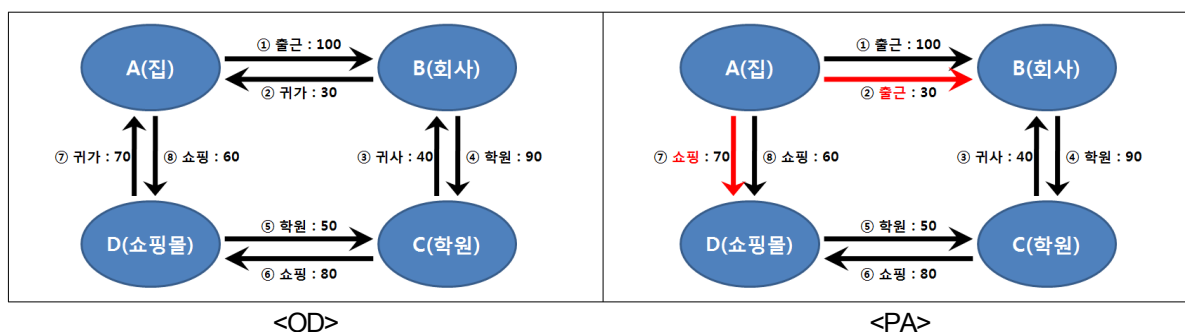 ① 출근 : 100
A(집)
B(회사)
② 귀가 : 30
⑦ 귀가 : 70
⑧ 쇼핑 : 60
③ 귀사 : 40
④ 학원 : 90
⑤ 학원 : 50
D(쇼핑몰)
C(학원)
⑥ 쇼핑 : 80
<OD>
① 출근 : 100
A(집)
B(회사)
② 출근 : 30
⑦ 쇼핑 : 70
⑧ 쇼핑 : 60
③ 귀사 : 40
④ 학원 : 90
⑤ 학원 : 50
D(쇼핑몰)
C(학원)
⑥ 쇼핑 : 80
<PA>